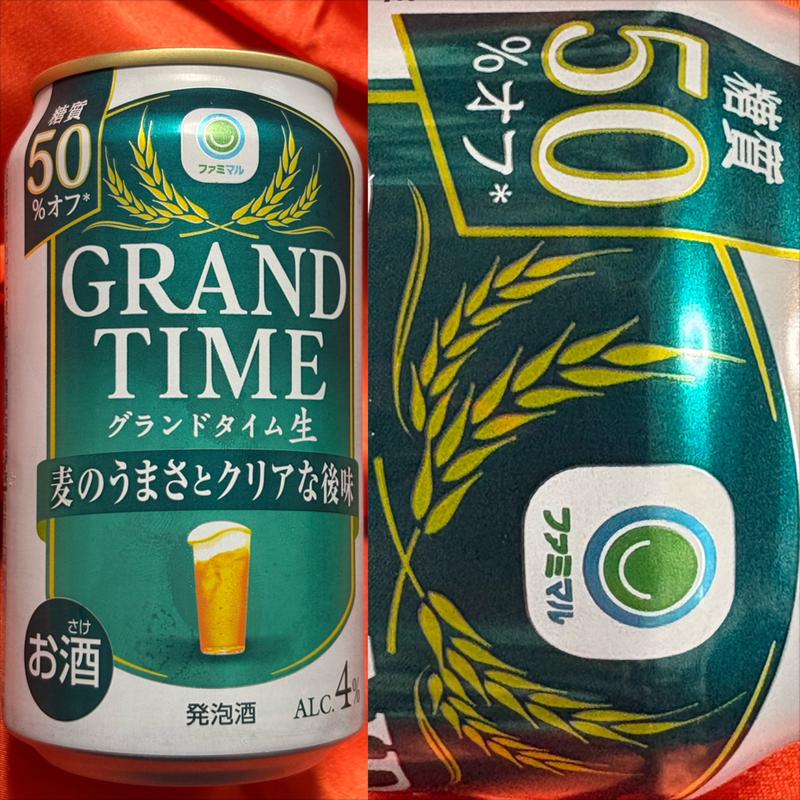 糖質
50
%オフ*
ファミマル
GRAND
TIME
グランドタイム生
麦のうまさとクリアな後味
さけ
お酒
発泡酒
ALC.4%
糖質
50
%オフ*
ファミマル